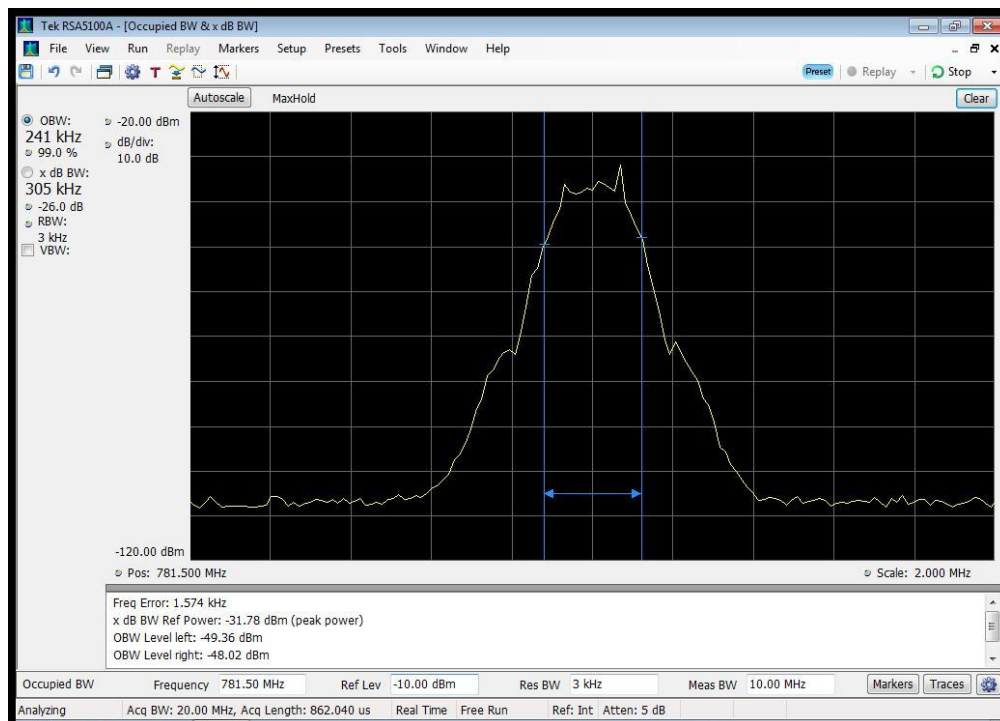 Tek RSA5100A - [Occupied BW & x dB BW]
File View Run Replay Markers Setup Presets Tools Window Help
T Preset Replay Stop
Autoscale MaxHold Clear
OBW:
241 kHz
99.0 %
x dB BW:
305 kHz
-26.0 dB
RBW:
3 kHz
VBW:
-20.00 dBm
dB/div:
10.0 dB
-120.00 dBm
Pos: 781.500 MHz Scale: 2.000 MHz
Freq Error: 1.574 kHz
x dB BW Ref Power: -31.78 dBm (peak power)
OBW Level left: -49.36 dBm
OBW Level right: -48.02 dBm
Occupied BW Frequency 781.50 MHz Ref Lev -10.00 dBm Res BW 3 kHz Meas BW 10.00 MHz Markers Traces
Analyzing Acq BW: 20.00 MHz, Acq Length: 862.040 us Real Time Free Run Ref: Int Atten: 5 dB